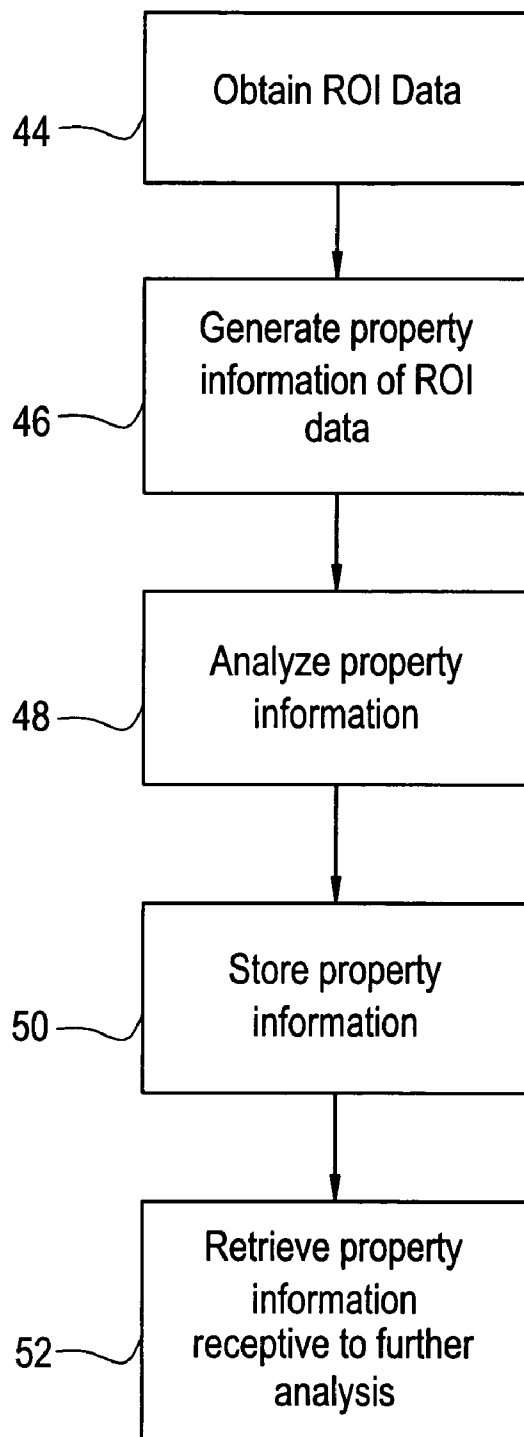 Obtain ROI Data
44
Generate property
information of ROI
data
46
Analyze property
information
48
Store property
information
50
Retrieve property
information
receptive to further
analysis
52